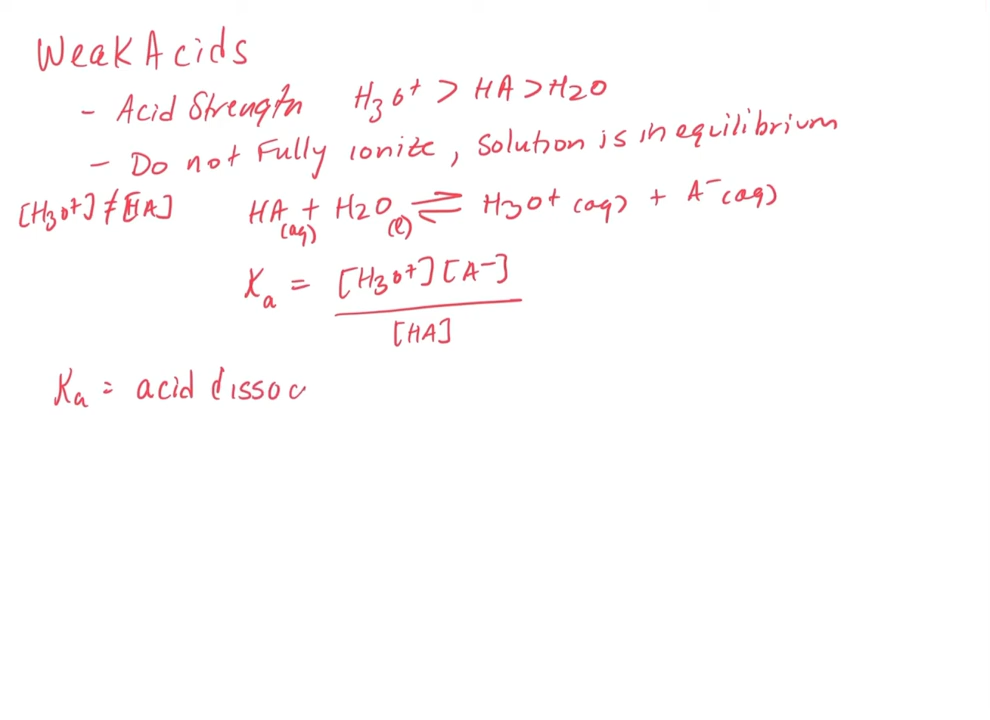 Weak Acids
- Acid Strength H3O+ > HA > H2O
- Do not Fully ionize, Solution is in equilibrium
[H3O+] ≠ [HA] HA(aq) + H2O(l) ⇌ H3O+ (aq) + A⁻ (aq)
Ka = [H3O+][A⁻]
[HA]
Ka = acid dissoc